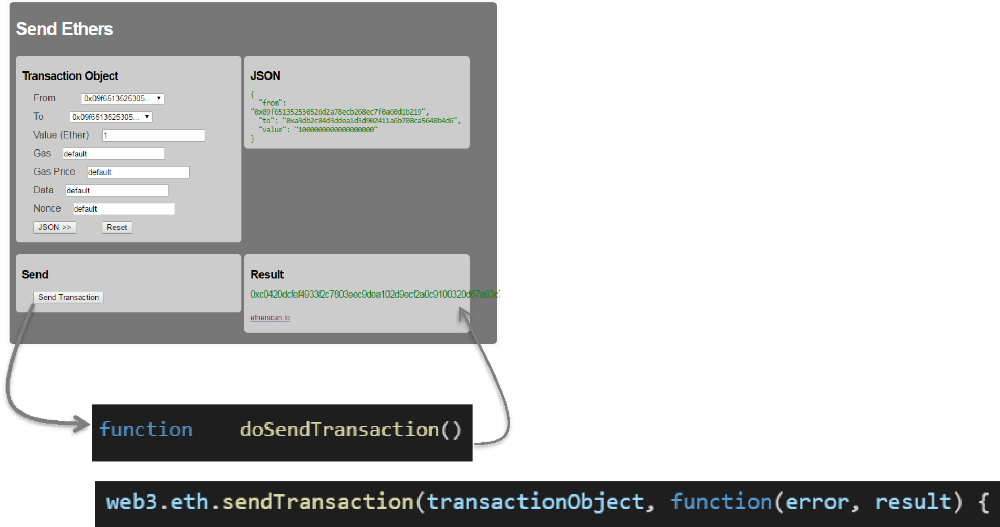 Send Ethers
Transaction Object
From 0x09f6513525305...
To 0x09f6513525305...
Value (Ether) 1
Gas default
Gas Price default
Data default
Nonce default
JSON >> Reset
JSON
{
"from":
"0x09f651352530526d2a78ecb268ec7f0a60d1b219",
"to": "0xa3db2c84d3ddea1d3d902411a6b708ca5648b4d6",
"value": "1000000000000000000"
}
Send
Send Transaction
Result
0xc0420dcfef4933f2c7803eec9dea102d9ecf2a0c9100320d67a83c7
etherscan.io
function doSendTransaction()
web3.eth.sendTransaction(transactionObject, function(error, result) {